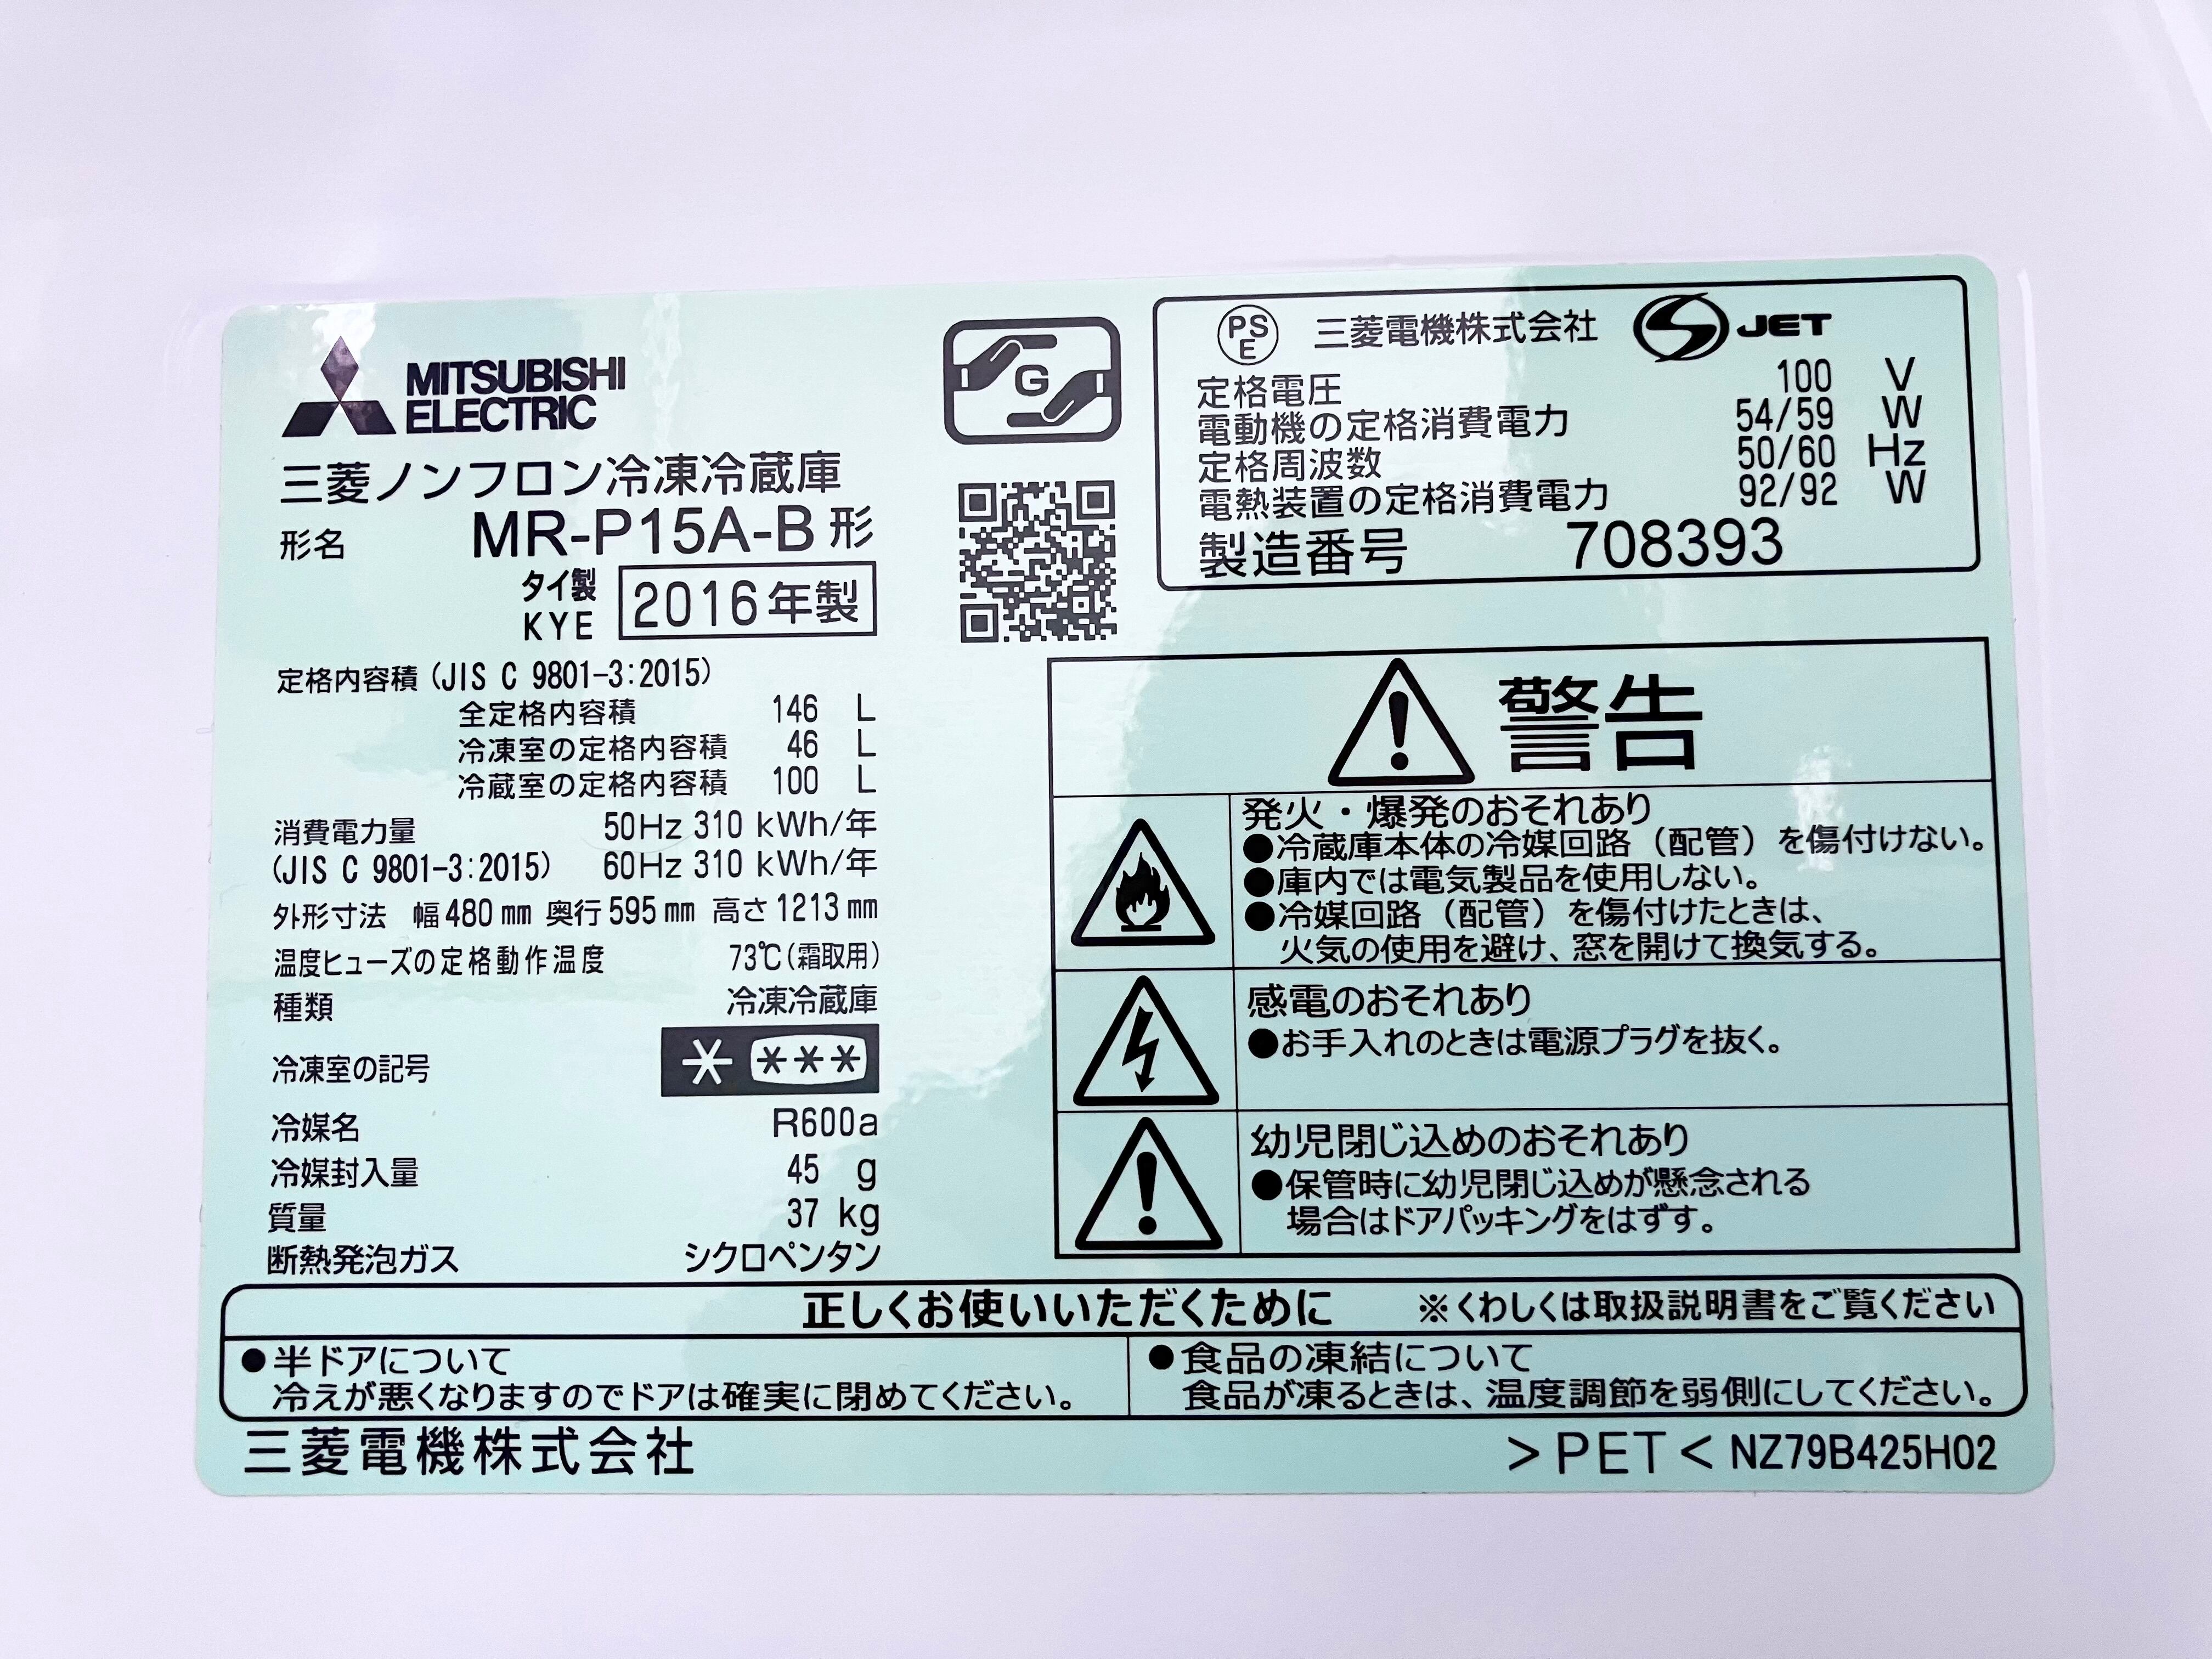 MITSUBISHI
ELECTRIC
三菱ノンフロン冷凍冷蔵庫
形名 MR-P15A-B 形
タイ製
KYE
2016年製
定格内容積 (JIS C 9801-3:2015)
全定格内容積 146 L
冷凍室の定格内容積 46 L
冷蔵室の定格内容積 100 L
消費電力量 50Hz 310 kWh/年
(JIS C 9801-3:2015) 60Hz 310 kWh/年
外形寸法 幅480mm 奥行595mm 高さ1213mm
温度ヒューズの定格動作温度 73℃(霜取用)
種類 冷凍冷蔵庫
冷凍室の記号 * ***
冷媒名 R600a
冷媒封入量 45 g
質量 37 kg
断熱発泡ガス シクロペンタン
G
PS
E
三菱電機株式会社 JET
定格電圧 100 V
電動機の定格消費電力 54/59 W
定格周波数 50/60 Hz
電熱装置の定格消費電力 92/92 W
製造番号 708393
警告
発火・爆発のおそれあり
●冷蔵庫本体の冷媒回路（配管）を傷付けない。
●庫内では電気製品を使用しない。
●冷媒回路（配管）を傷付けたときは、
火気の使用を避け、窓を開けて換気する。
感電のおそれあり
●お手入れのときは電源プラグを抜く。
幼児閉じ込めのおそれあり
●保管時に幼児閉じ込めが懸念される
場合はドアパッキングをはずす。
正しくお使いいただくために ※くわしくは取扱説明書をご覧ください
●半ドアについて
冷えが悪くなりますのでドアは確実に閉めてください。
●食品の凍結について
食品が凍るときは、温度調節を弱側にしてください。
三菱電機株式会社
>PET< NZ79B425H02